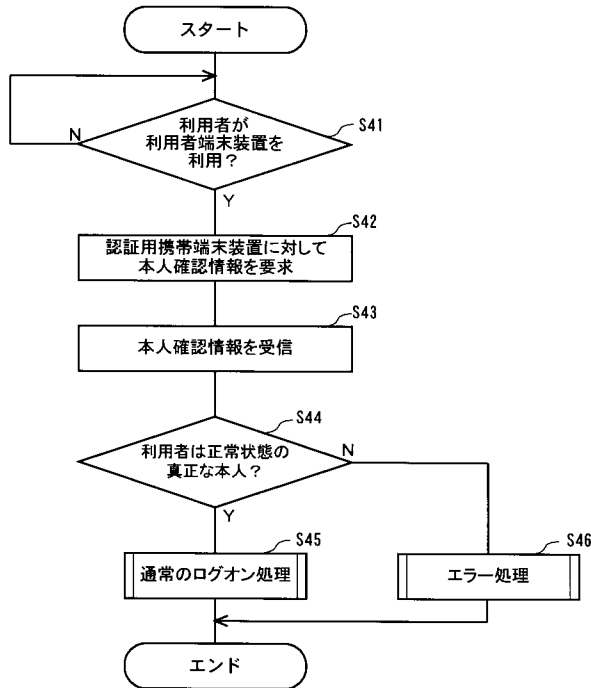 スタート
利用者が
利用者端末装置を
利用？
S41
N
Y
S42
認証用携帯端末装置に対して
本人確認情報を要求
S43
本人確認情報を受信
S44
利用者は正常状態の
真正な本人？
N
Y
S45
通常のログオン処理
S46
エラー処理
エンド